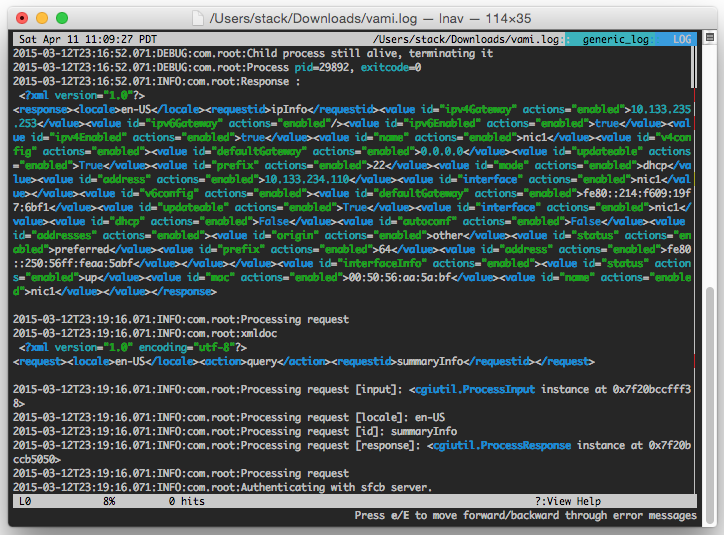 /Users/stack/Downloads/vami.log — lnav — 114×35
Sat Apr 11 11:09:27 PDT /Users/stack/Downloads/vami.log: generic_log: LOG
2015-03-12T23:16:52.071:DEBUG:com.root:Child process still alive, terminating it
2015-03-12T23:16:52.071:DEBUG:com.root:Process pid=29892, exitcode=0
2015-03-12T23:16:52.071:INFO:com.root:Response :
<?xml version="1.0"?>
<response><locale>en-US</locale><requestid>ipInfo</requestid><value id="ipv4Gateway" actions="enabled">10.133.235
.253</value><value id="ipv6Gateway" actions="enabled"/><value id="ipv6Enabled" actions="enabled">true</value><val
ue id="ipv4Enabled" actions="enabled">true</value><value id="name" actions="enabled">nic1</value><value id="v4con
fig" actions="enabled"><value id="defaultGateway" actions="enabled">0.0.0.0</value><value id="updateable" actions
="enabled">True</value><value id="prefix" actions="enabled">22</value><value id="mode" actions="enabled">dhcp</va
lue><value id="address" actions="enabled">10.133.234.110</value><value id="interface" actions="enabled">nic1</val
ue></value><value id="v6config" actions="enabled"><value id="defaultGateway" actions="enabled">fe80::214:f609:19f
7:6bf1</value><value id="updateable" actions="enabled">True</value><value id="interface" actions="enabled">nic1</
value><value id="dhcp" actions="enabled">False</value><value id="autoconf" actions="enabled">False</value><value
id="addresses" actions="enabled"><value id="origin" actions="enabled">other</value><value id="status" actions="en
abled">preferred</value><value id="prefix" actions="enabled">64</value><value id="address" actions="enabled">fe80
::250:56ff:feaa:5abf</value></value></value><value id="interfaceInfo" actions="enabled"><value id="status" action
s="enabled">up</value><value id="mac" actions="enabled">00:50:56:aa:5a:bf</value><value id="name" actions="enable
d">nic1</value></value></response>
2015-03-12T23:19:16.071:INFO:com.root:Processing request
2015-03-12T23:19:16.071:INFO:com.root:xmldoc
<?xml version="1.0" encoding="utf-8"?>
<request><locale>en-US</locale><action>query</action><requestid>summaryInfo</requestid></request>
2015-03-12T23:19:16.071:INFO:com.root:Processing request [input]: <cgiutil.ProcessInput instance at 0x7f20bccfff3
8>
2015-03-12T23:19:16.071:INFO:com.root:Processing request [locale]: en-US
2015-03-12T23:19:16.071:INFO:com.root:Processing request [id]: summaryInfo
2015-03-12T23:19:16.071:INFO:com.root:Processing request [response]: <cgiutil.ProcessResponse instance at 0x7f20b
ccb5050>
2015-03-12T23:19:16.071:INFO:com.root:Processing request
2015-03-12T23:19:16.071:INFO:com.root:Authenticating with sfcb server.
L0 8% 0 hits ?:View Help
Press e/E to move forward/backward through error messages